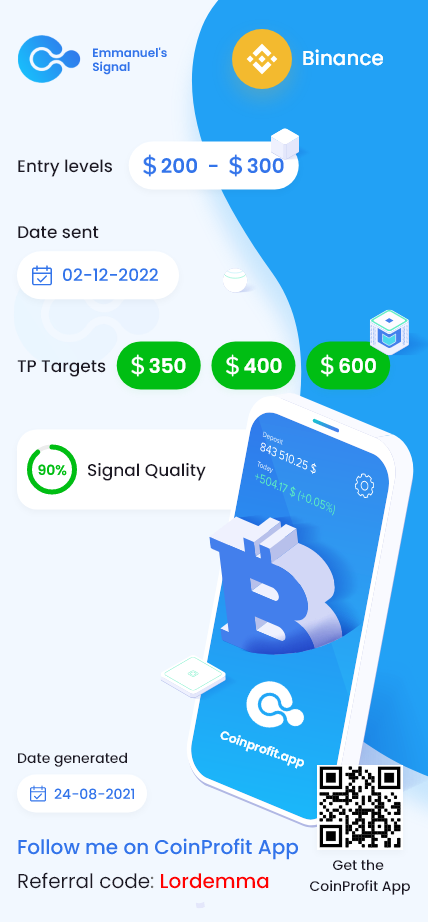 Emmanuel's
Signal
Binance
Entry levels
$ 200 - $ 300
Date sent
02-12-2022
TP Targets
$ 350
$ 400
$ 600
90%
Signal Quality
Deposit
843 510.25 $
Today
+504.17 $ (+0.05%)
Coinprofit.app
Date generated
24-08-2021
Follow me on CoinProfit App
Referral code: Lordemma
Get the
CoinProfit App